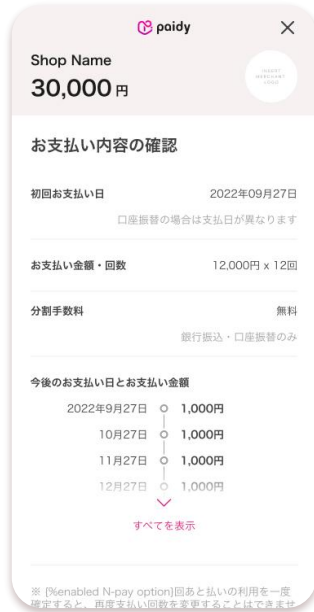 paidy
Shop Name
30,000 円
INSERT
MERCHANT
LOGO
お支払い内容の確認
初回お支払い日 2022年09月27日
口座振替の場合は支払日が異なります
お支払い金額・回数 12,000円 x 12回
分割手数料 無料
銀行振込・口座振替のみ
今後のお支払い日とお支払い金額
2022年9月27日 1,000円
10月27日 1,000円
11月27日 1,000円
12月27日 1,000円
すべてを表示
※ [%enabled N-pay option]回あと払いの利用を一度
確定すると、再度支払い回数を変更することはできませ